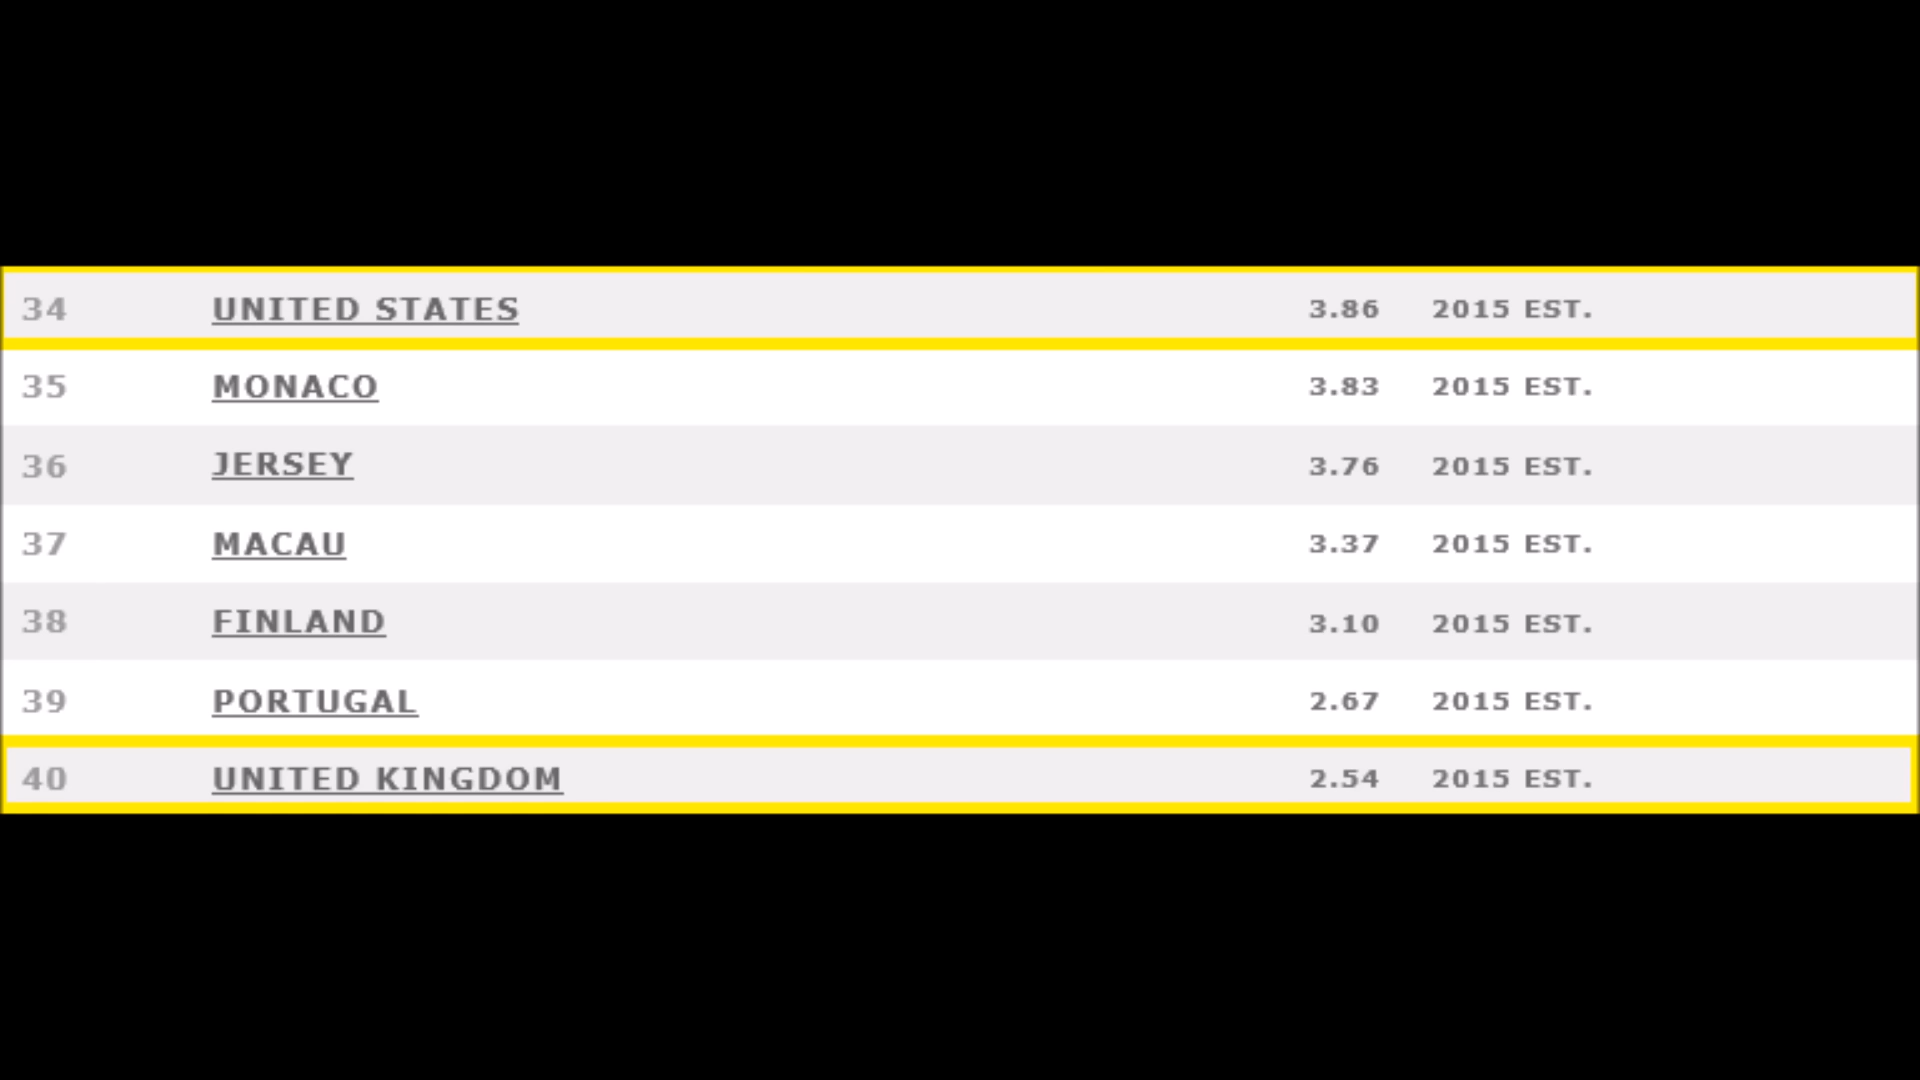 34 UNITED STATES 3.86 2015 EST.
35 MONACO 3.83 2015 EST.
36 JERSEY 3.76 2015 EST.
37 MACAU 3.37 2015 EST.
38 FINLAND 3.10 2015 EST.
39 PORTUGAL 2.67 2015 EST.
40 UNITED KINGDOM 2.54 2015 EST.